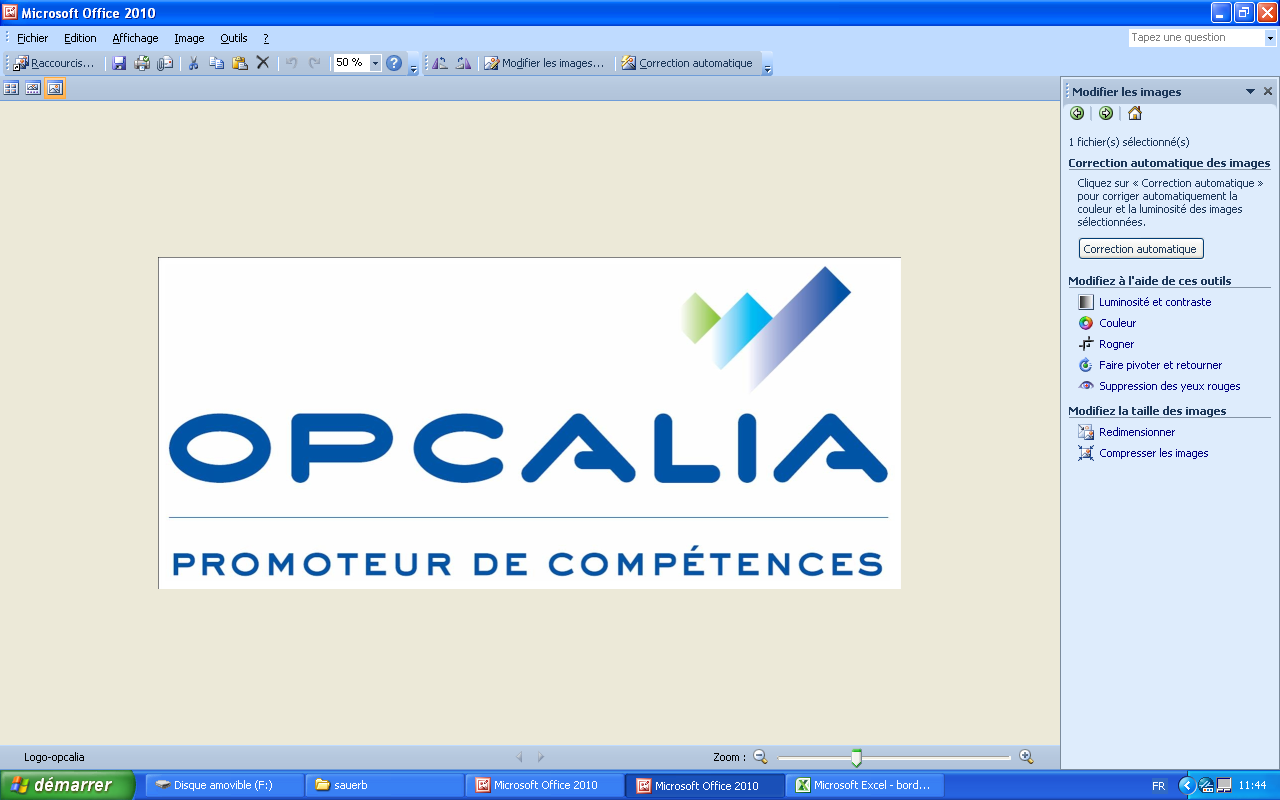 Microsoft Office 2010
Fichier Edition Affichage Image Outils ?
Tapez une question
Raccourcis... 50 % Modifier les images... Correction automatique
Modifier les images
1 fichier(s) sélectionné(s)
Correction automatique des images
Cliquez sur « Correction automatique »
pour corriger automatiquement la
couleur et la luminosité des images
sélectionnées.
Correction automatique
Modifiez à l'aide de ces outils
Luminosité et contraste
Couleur
Rogner
Faire pivoter et retourner
Suppression des yeux rouges
Modifiez la taille des images
Redimensionner
Compresser les images
OPCALIA
PROMOTEUR DE COMPÉTENCES
Logo-opcalia
Zoom :
démarrer Disque amovible (F:) sauerb Microsoft Office 2010 Microsoft Office 2010 Microsoft Excel - bord... FR 11:44